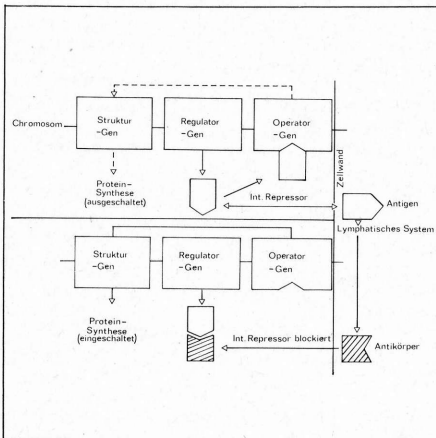 Chromosom
Struktur
-Gen
Regulator
-Gen
Operator
-Gen
Zellwand
Protein-
Synthese
(ausgeschaltet)
Int. Repressor
Antigen
Lymphatisches System
Struktur
-Gen
Regulator
-Gen
Operator
-Gen
Protein-
Synthese
(eingeschaltet)
Int. Repressor blockiert
Antikörper